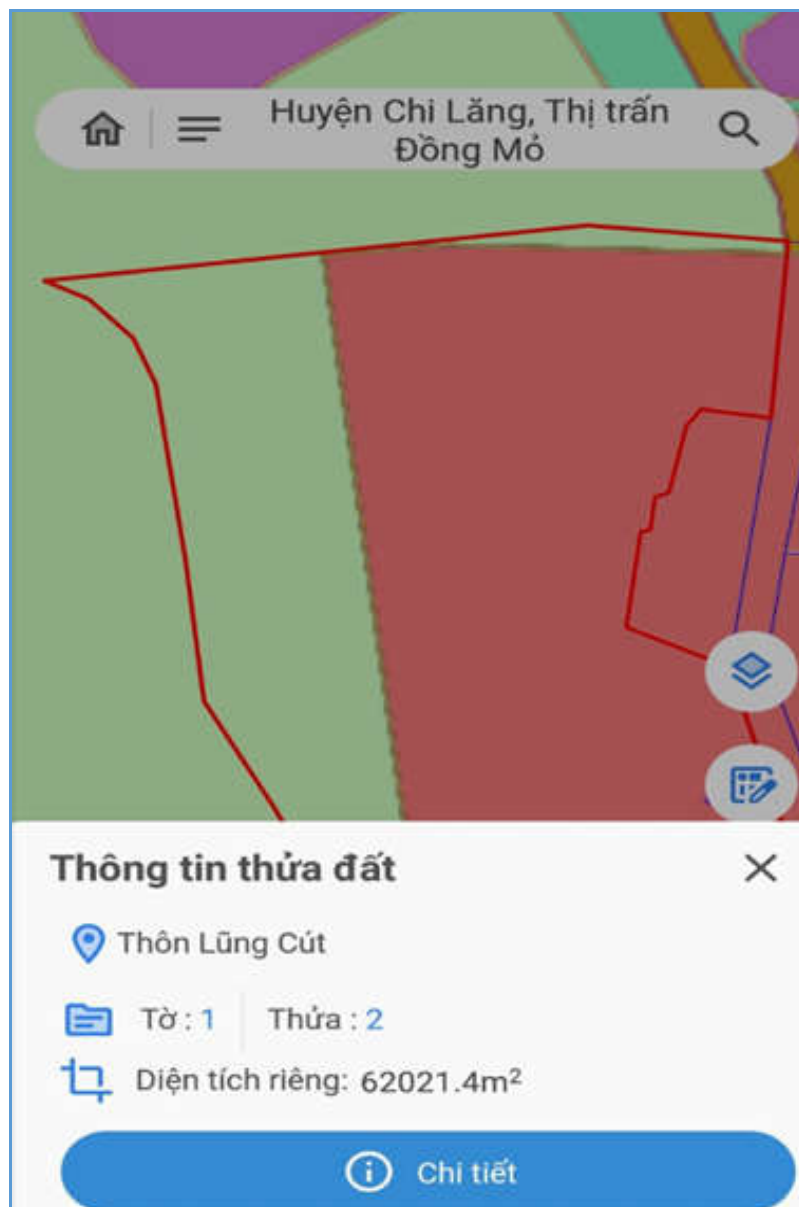 Huyện Chi Lăng, Thị trấn
Đồng Mỏ
Thông tin thửa đất
Thôn Lũng Cút
Tờ : 1 Thửa : 2
Diện tích riêng: 62021.4m²
Chi tiết